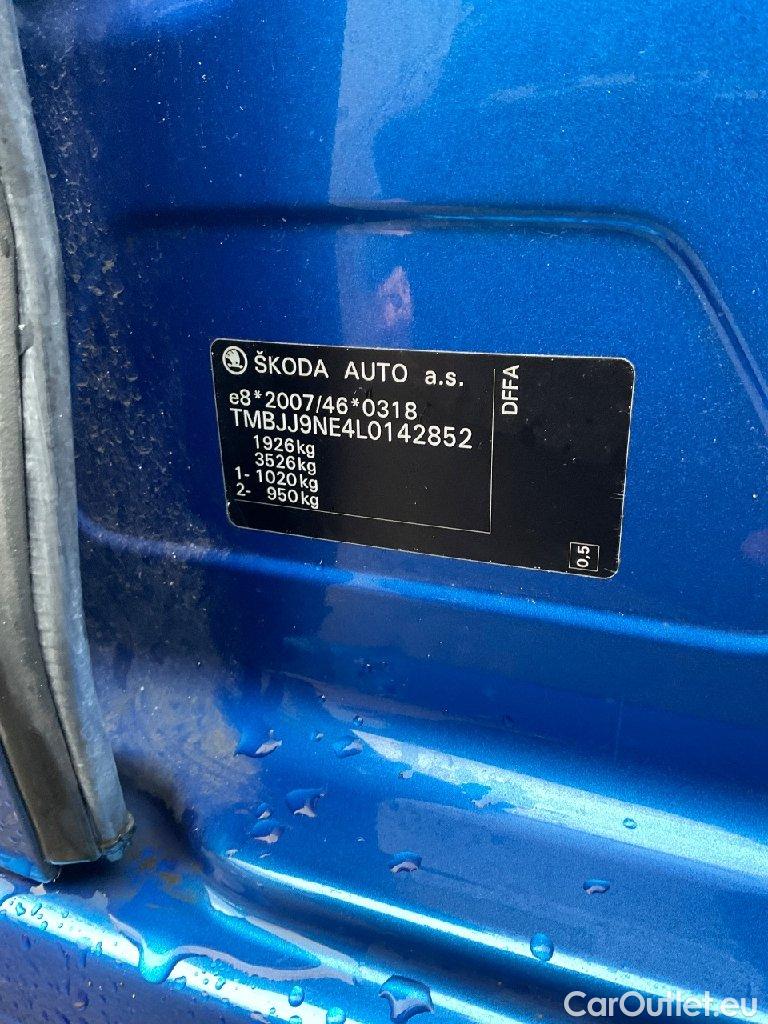 ŠKODA AUTO a.s.
e8*2007/46*0318
TMBJJ9NE4L0142852
1926kg
3526kg
1- 1020kg
2- 950kg
DFFA
0,5
CarOutlet.eu